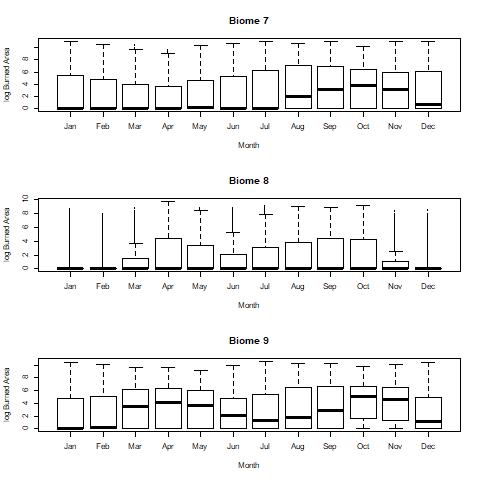 Biome 7
log Burned Area
8
6
4
2
0
Jan Feb Mar Apr May Jun Jul Aug Sep Oct Nov Dec
Month
Biome 8
log Burned Area
10
8
6
4
2
0
Jan Feb Mar Apr May Jun Jul Aug Sep Oct Nov Dec
Month
Biome 9
log Burned Area
8
6
4
2
0
Jan Feb Mar Apr May Jun Jul Aug Sep Oct Nov Dec
Month